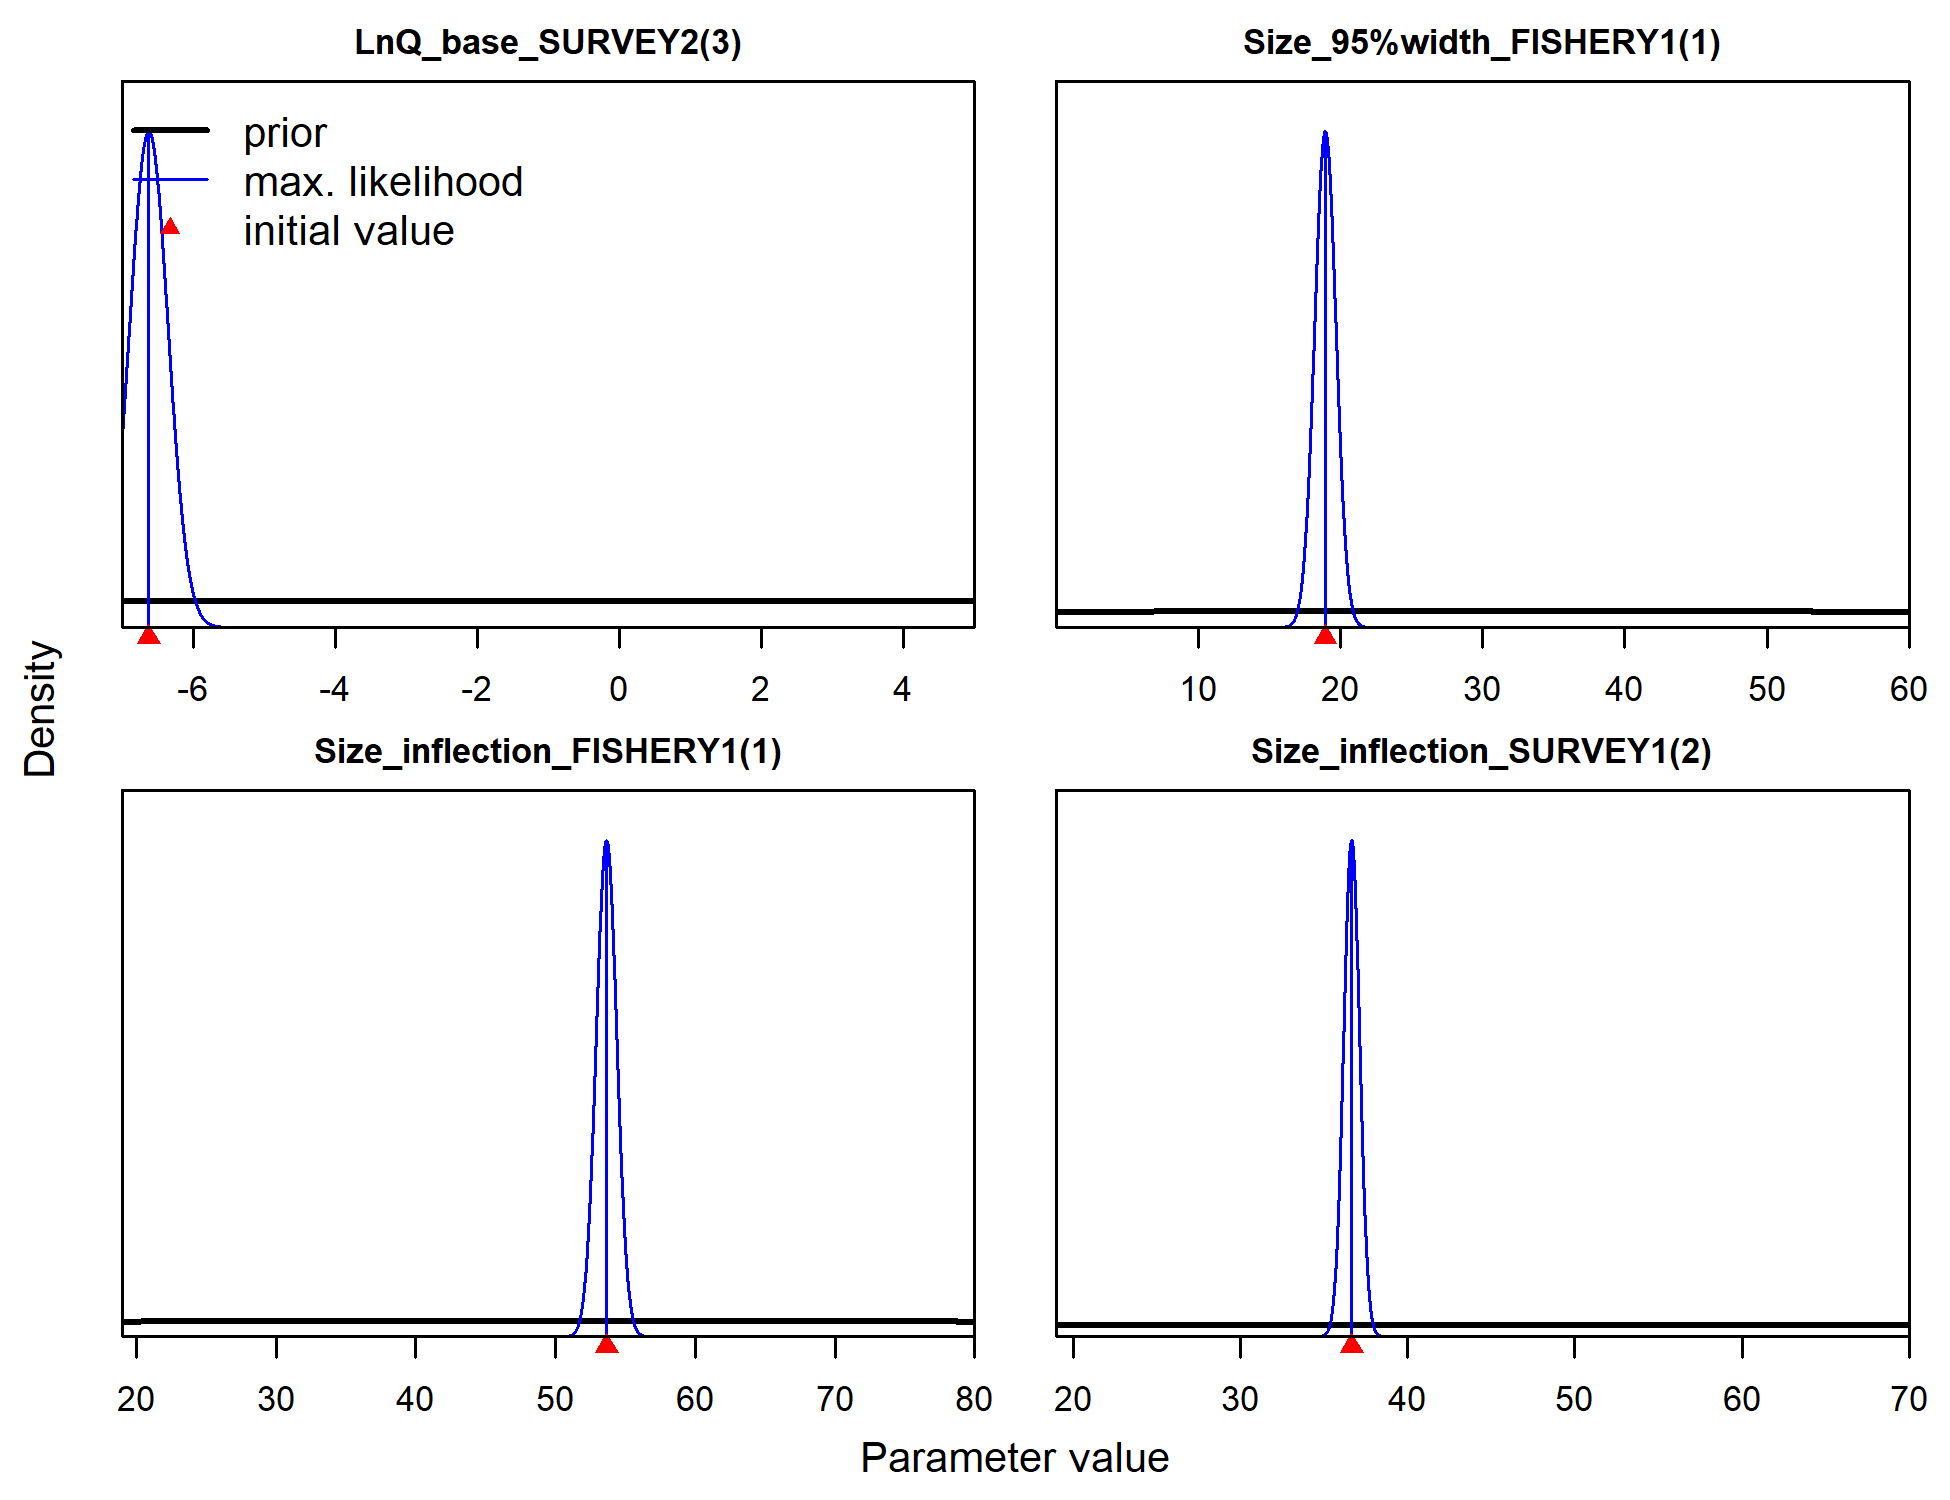 LnQ_base_SURVEY2(3)
Size_95%width_FISHERY1(1)
prior
max. likelihood
initial value
-6 -4 -2 0 2 4
10 20 30 40 50 60
Density
Size_inflection_FISHERY1(1)
Size_inflection_SURVEY1(2)
20 30 40 50 60 70 80
20 30 40 50 60 70
Parameter value